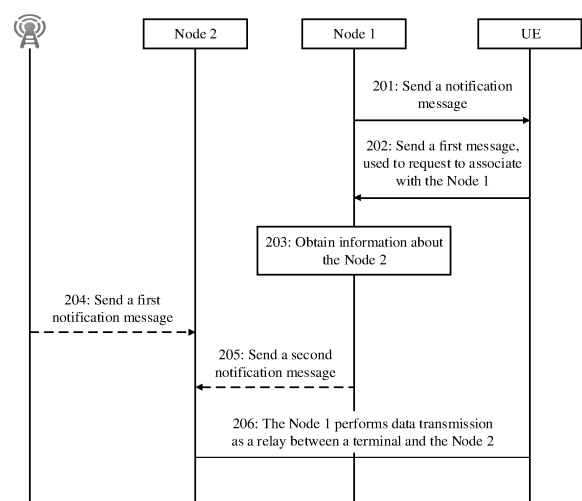 Node 2
Node 1
UE
201: Send a notification
message
202: Send a first message,
used to request to associate
with the Node 1
203: Obtain information about
the Node 2
204: Send a first
notification message
205: Send a second
notification message
206: The Node 1 performs data transmission
as a relay between a terminal and the Node 2